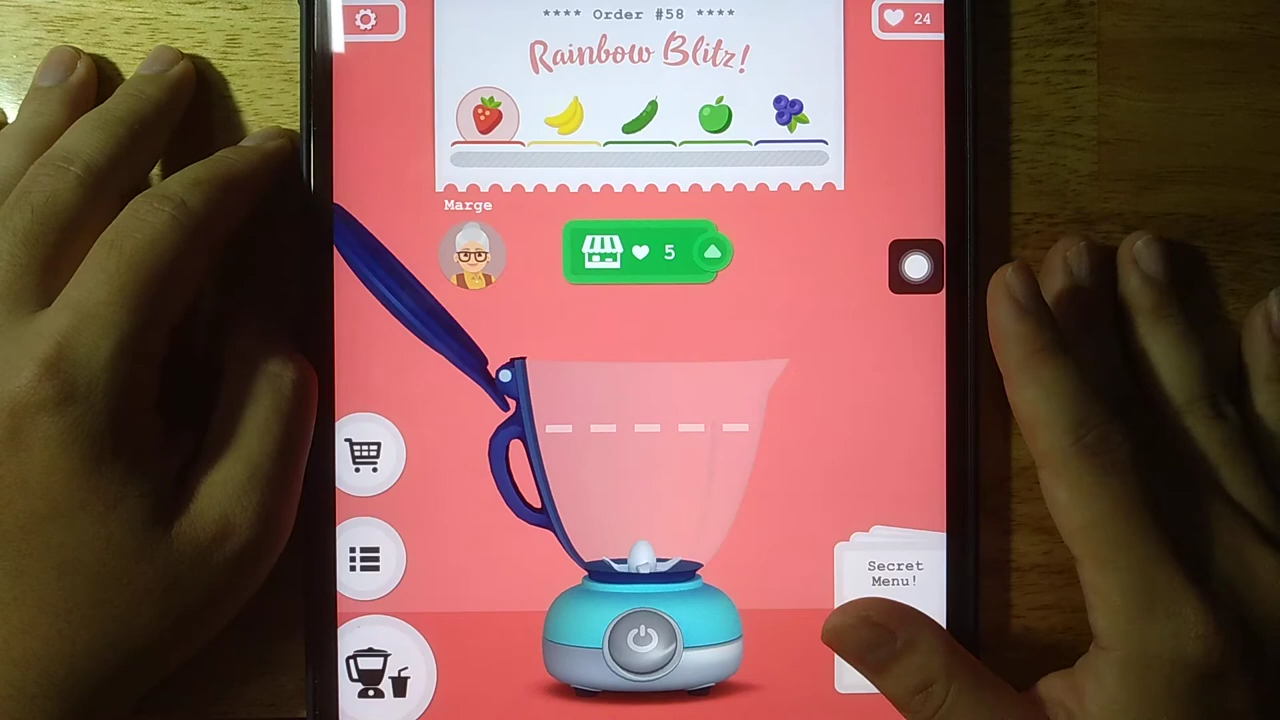 **** Order #58 ****
24
Rainbow Blitz!
Marge
5
Secret
Menu!